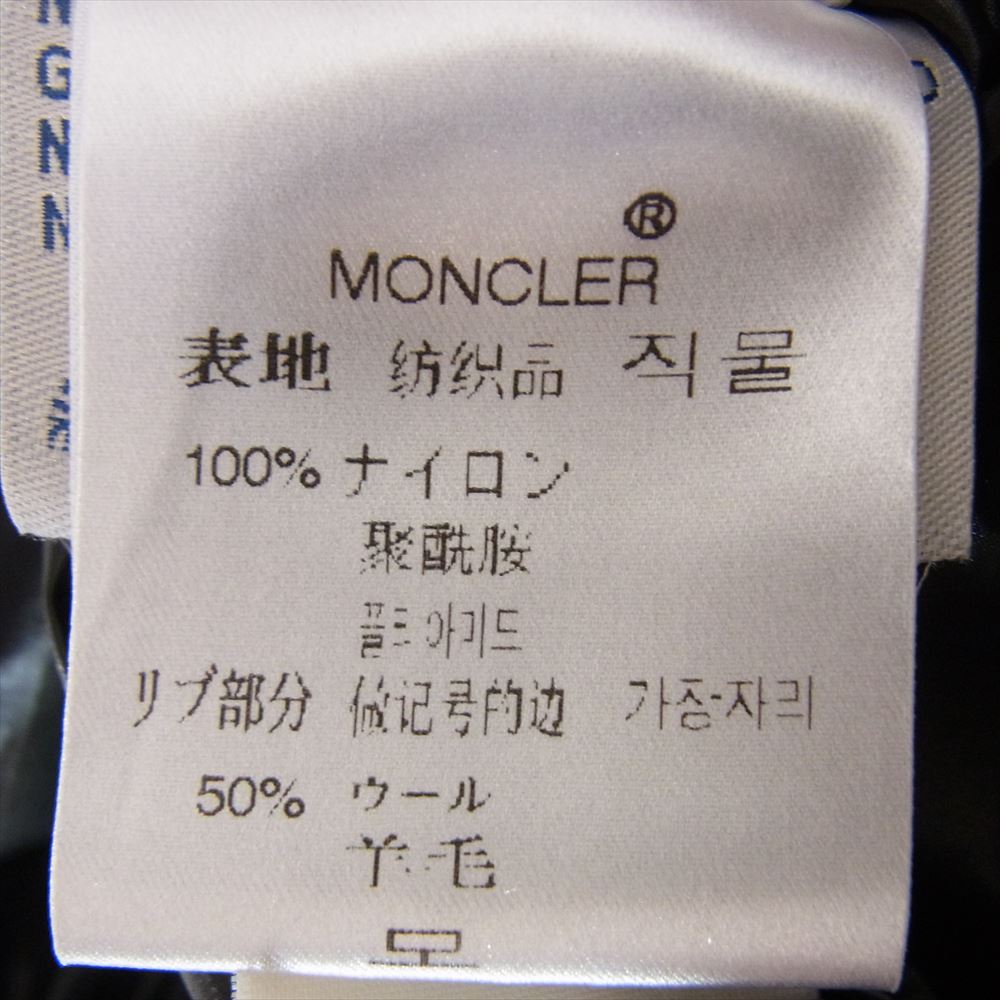 N
G
N
N
®
MONCLER
表地 纺织品 직물
100% ナイロン
聚酰胺
폴리아미드
リブ部分 做记号的边 가장자리
50% ウール
羊毛